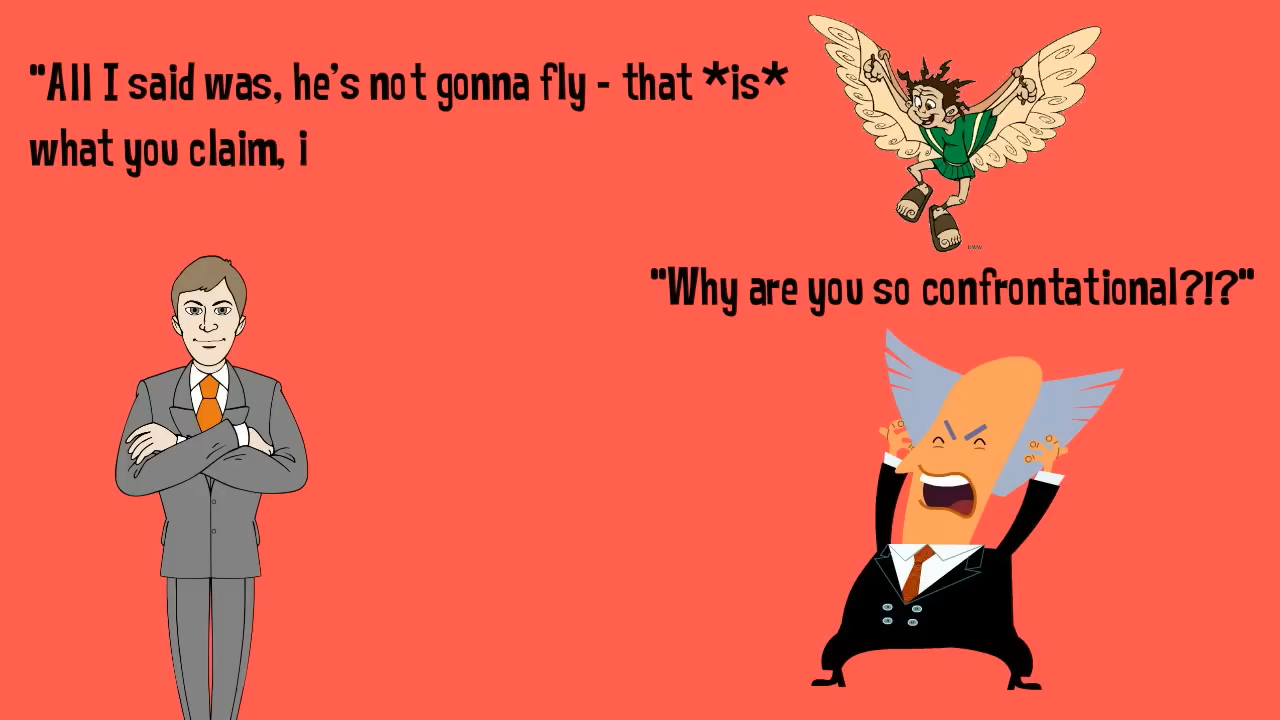 "All I said was, he's not gonna fly - that *is*
what you claim, i
"Why are you so confrontational?!?"